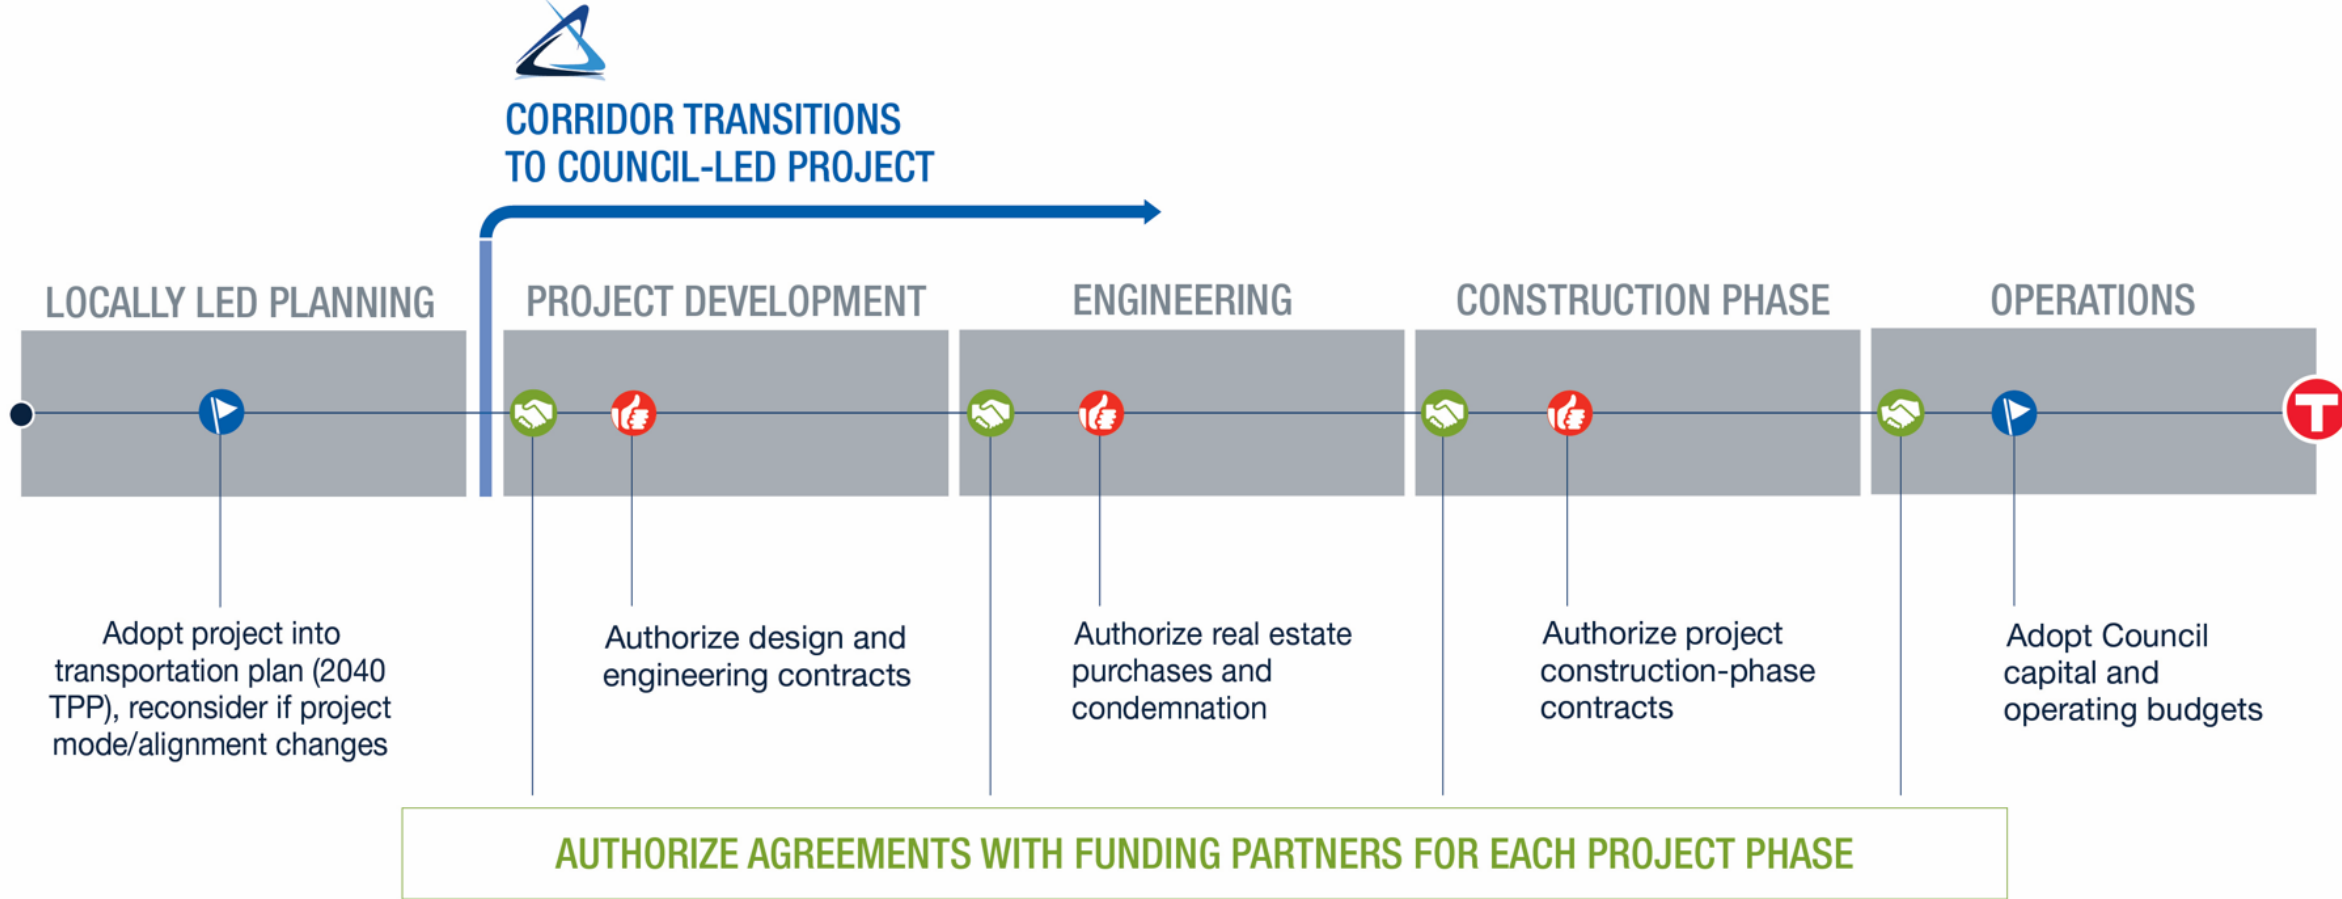 CORRIDOR TRANSITIONS
TO COUNCIL-LED PROJECT
LOCALLY LED PLANNING
PROJECT DEVELOPMENT
ENGINEERING
CONSTRUCTION PHASE
OPERATIONS
T
Adopt project into
transportation plan (2040
TPP), reconsider if project
mode/alignment changes
Authorize design and
engineering contracts
Authorize real estate
purchases and
condemnation
Authorize project
construction-phase
contracts
Adopt Council
capital and
operating budgets
AUTHORIZE AGREEMENTS WITH FUNDING PARTNERS FOR EACH PROJECT PHASE